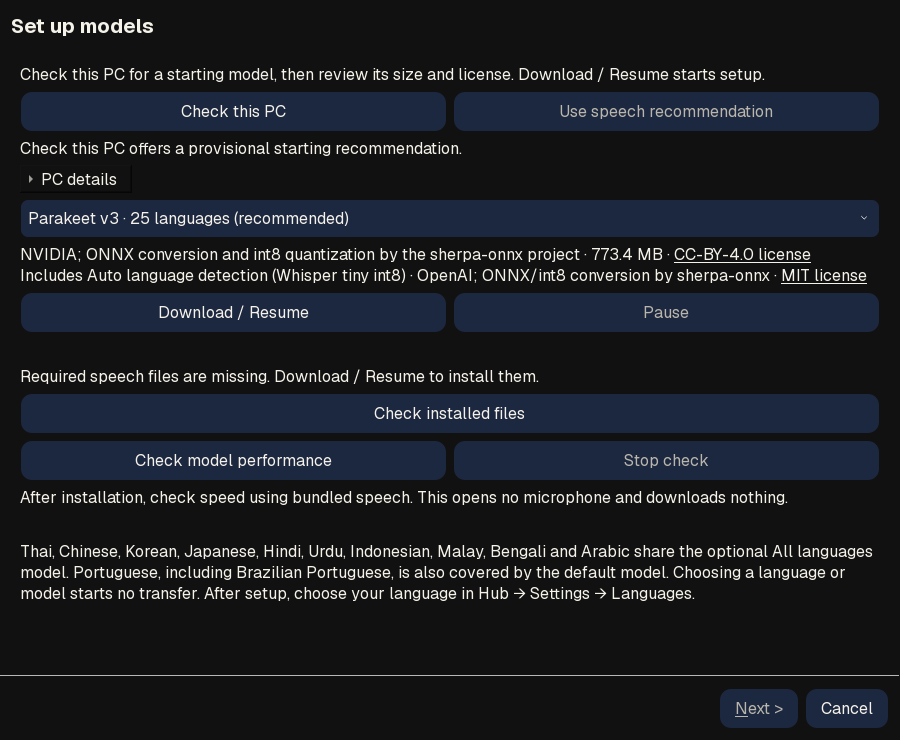 Set up models
Check this PC for a starting model, then review its size and license. Download / Resume starts setup.
Check this PC
Use speech recommendation
Check this PC offers a provisional starting recommendation.
PC details
Parakeet v3 · 25 languages (recommended)
NVIDIA; ONNX conversion and int8 quantization by the sherpa-onnx project · 773.4 MB · CC-BY-4.0 license
Includes Auto language detection (Whisper tiny int8) · OpenAI; ONNX/int8 conversion by sherpa-onnx · MIT license
Download / Resume
Pause
Required speech files are missing. Download / Resume to install them.
Check installed files
Check model performance
Stop check
After installation, check speed using bundled speech. This opens no microphone and downloads nothing.
Thai, Chinese, Korean, Japanese, Hindi, Urdu, Indonesian, Malay, Bengali and Arabic share the optional All languages
model. Portuguese, including Brazilian Portuguese, is also covered by the default model. Choosing a language or
model starts no transfer. After setup, choose your language in Hub → Settings → Languages.
Next >
Cancel